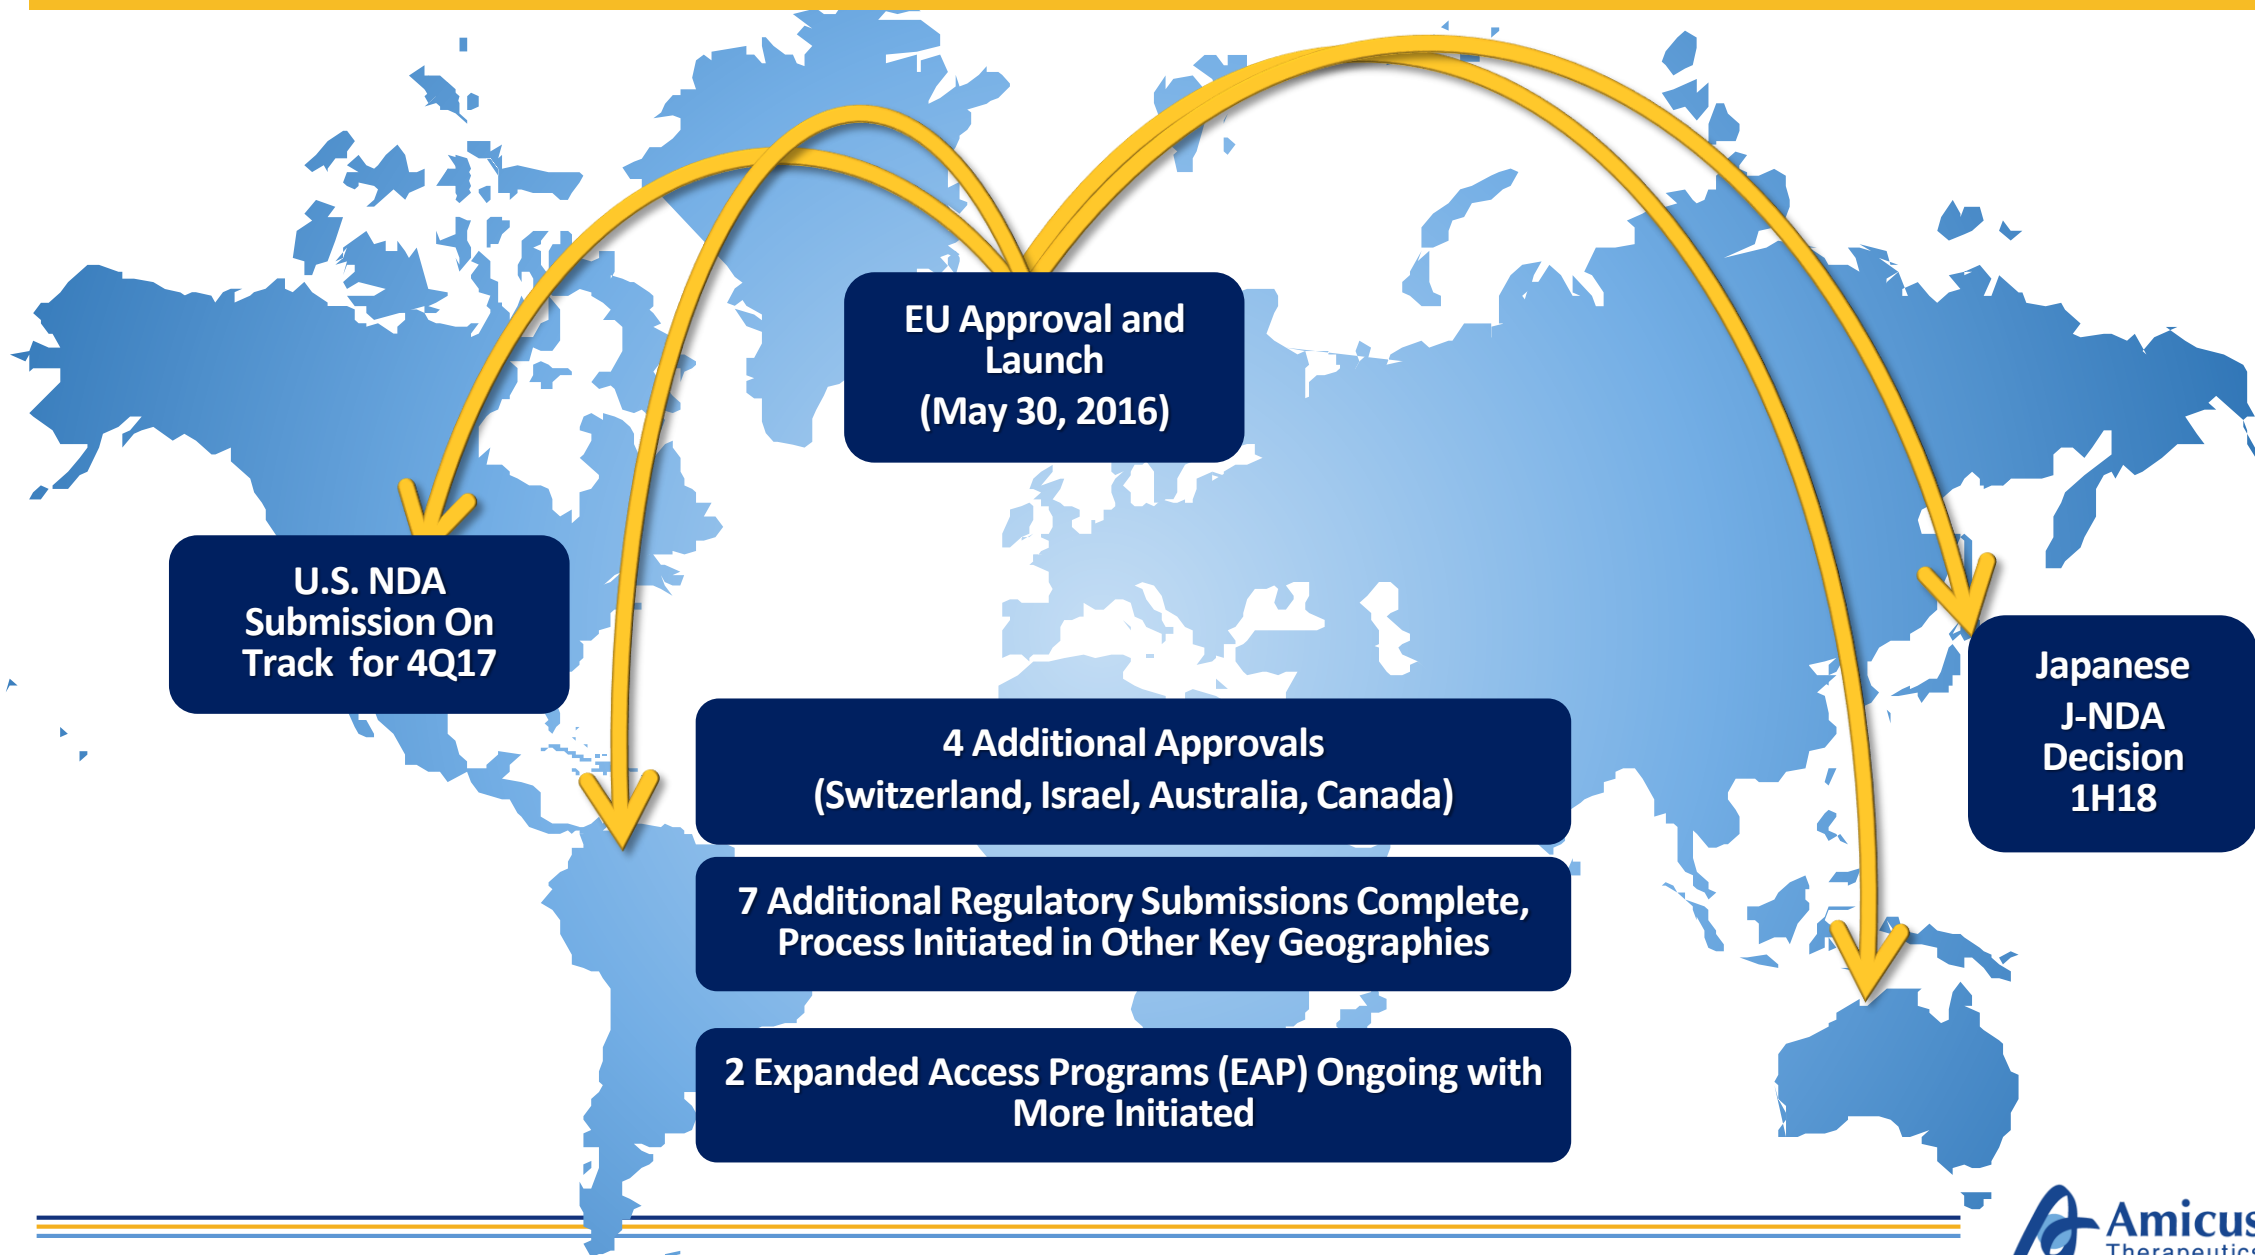 EU Approval and
Launch
(May 30, 2016)
U.S. NDA
Submission On
Track for 4Q17
Japanese
J-NDA
Decision
1H18
4 Additional Approvals
(Switzerland, Israel, Australia, Canada)
7 Additional Regulatory Submissions Complete,
Process Initiated in Other Key Geographies
2 Expanded Access Programs (EAP) Ongoing with
More Initiated
Amicus
Therapeutics